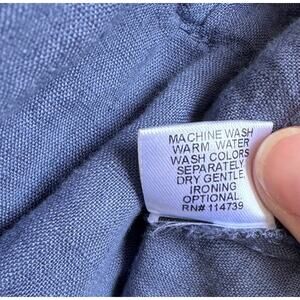 MACHINE WASH
WARM WATER
WASH COLORS
SEPARATELY
DRY GENTLE
IRONING
OPTIONAL
RN# 114739